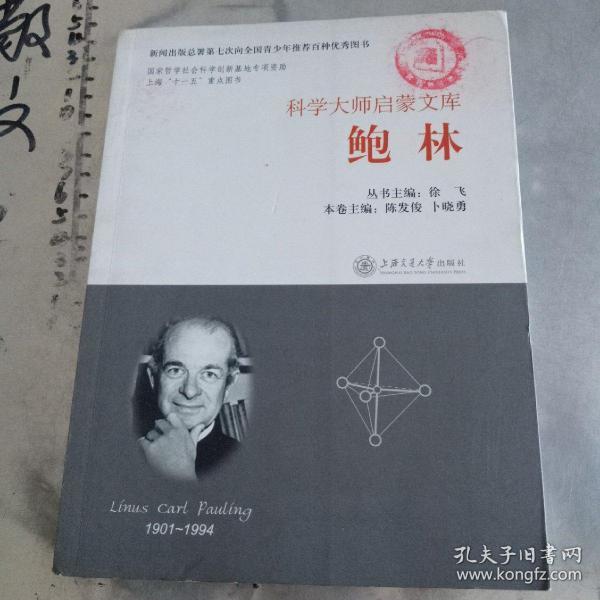 新闻出版总署第七次向全国青少年推荐百种优秀图书
国家哲学社会科学创新基地专项资助
上海“十一五”重点图书
科学大师启蒙文库
鲍林
丛书主编：徐 飞
本卷主编：陈发俊 卜晓勇
上海交通大学出版社
Linus Carl Pauling
1901~1994
孔夫子旧书网
www.kongfz.com